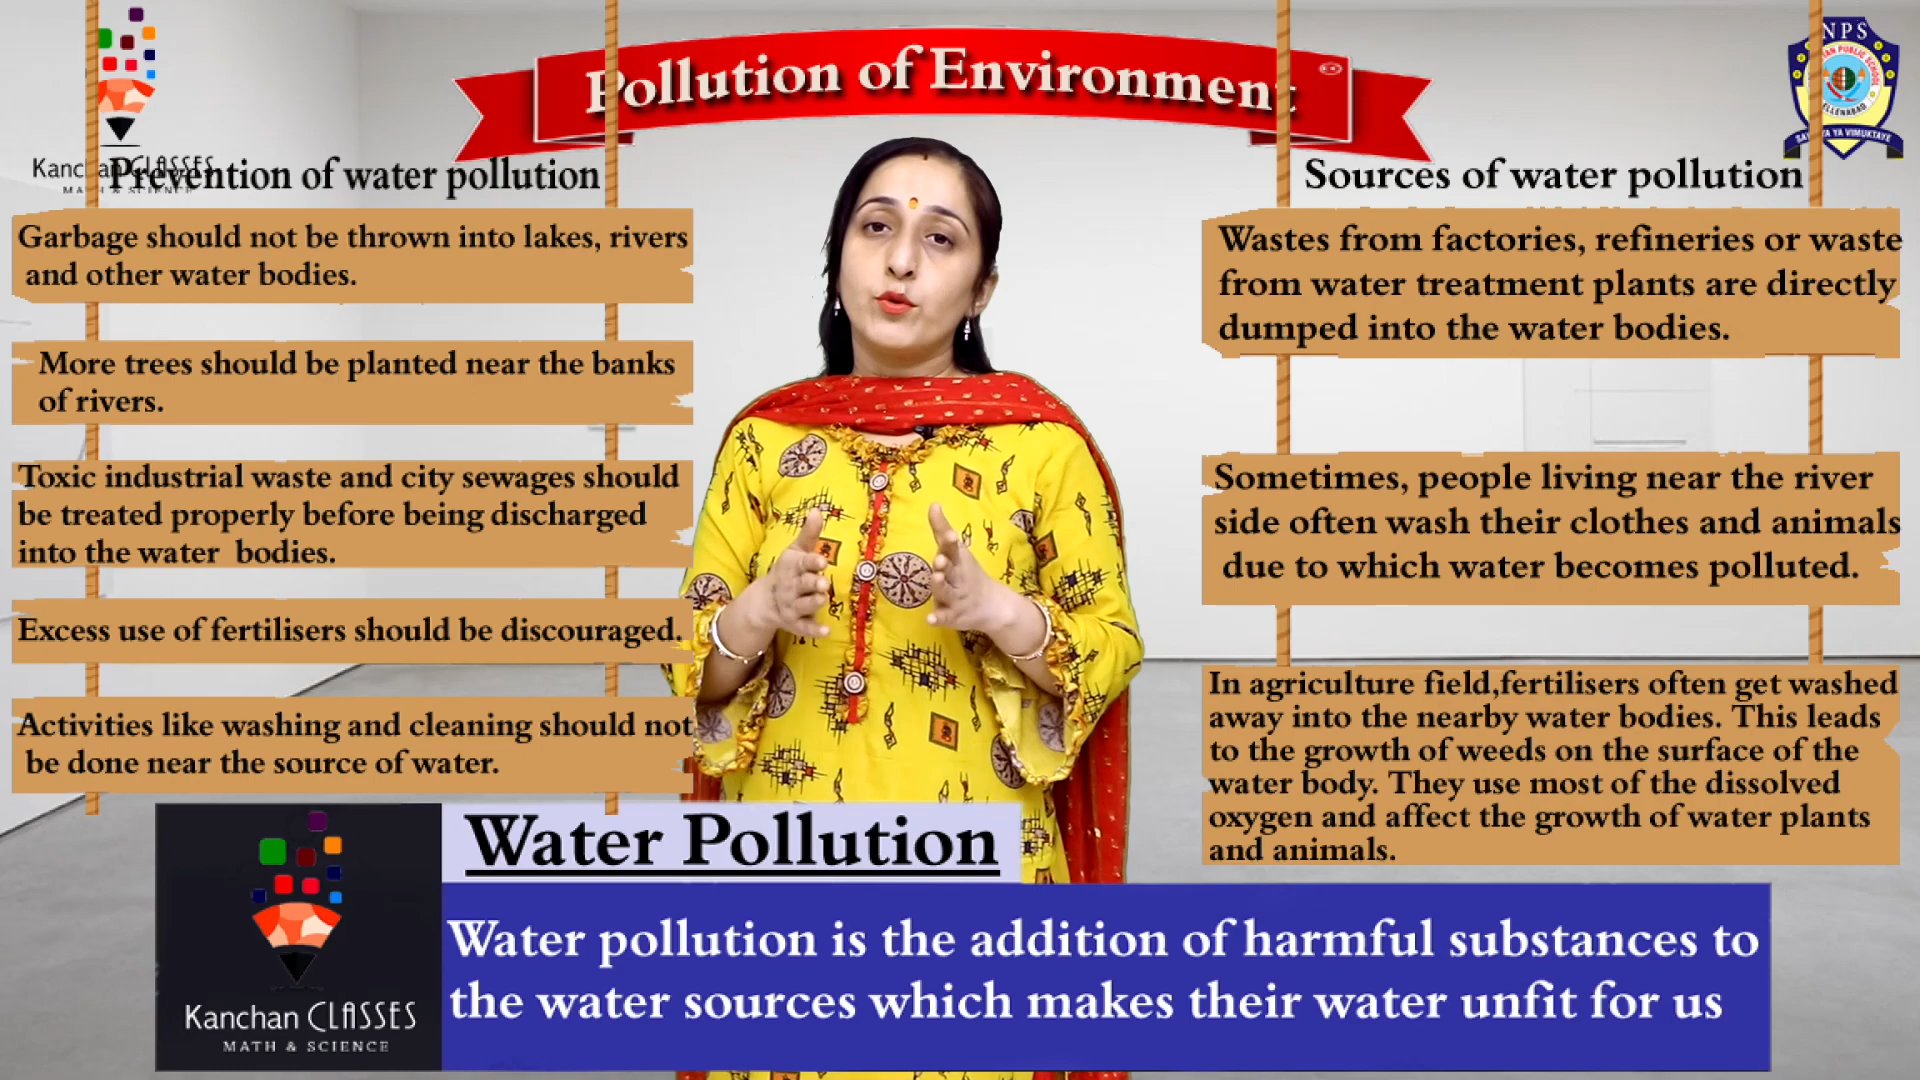 Pollution of Environment
NPS
ELLENABAD
Kanchan CLASSES
MATH & SCIENCE
Prevention of water pollution
Garbage should not be thrown into lakes, rivers
and other water bodies.
More trees should be planted near the banks
of rivers.
Toxic industrial waste and city sewages should
be treated properly before being discharged
into the water bodies.
Excess use of fertilisers should be discouraged.
Activities like washing and cleaning should not
be done near the source of water.
Sources of water pollution
Wastes from factories, refineries or waste
from water treatment plants are directly
dumped into the water bodies.
Sometimes, people living near the river
side often wash their clothes and animals
due to which water becomes polluted.
In agriculture field,fertilisers often get washed
away into the nearby water bodies. This leads
to the growth of weeds on the surface of the
water body. They use most of the dissolved
oxygen and affect the growth of water plants
and animals.
Water Pollution
Water pollution is the addition of harmful substances to
the water sources which makes their water unfit for us
Kanchan CLASSES
MATH & SCIENCE